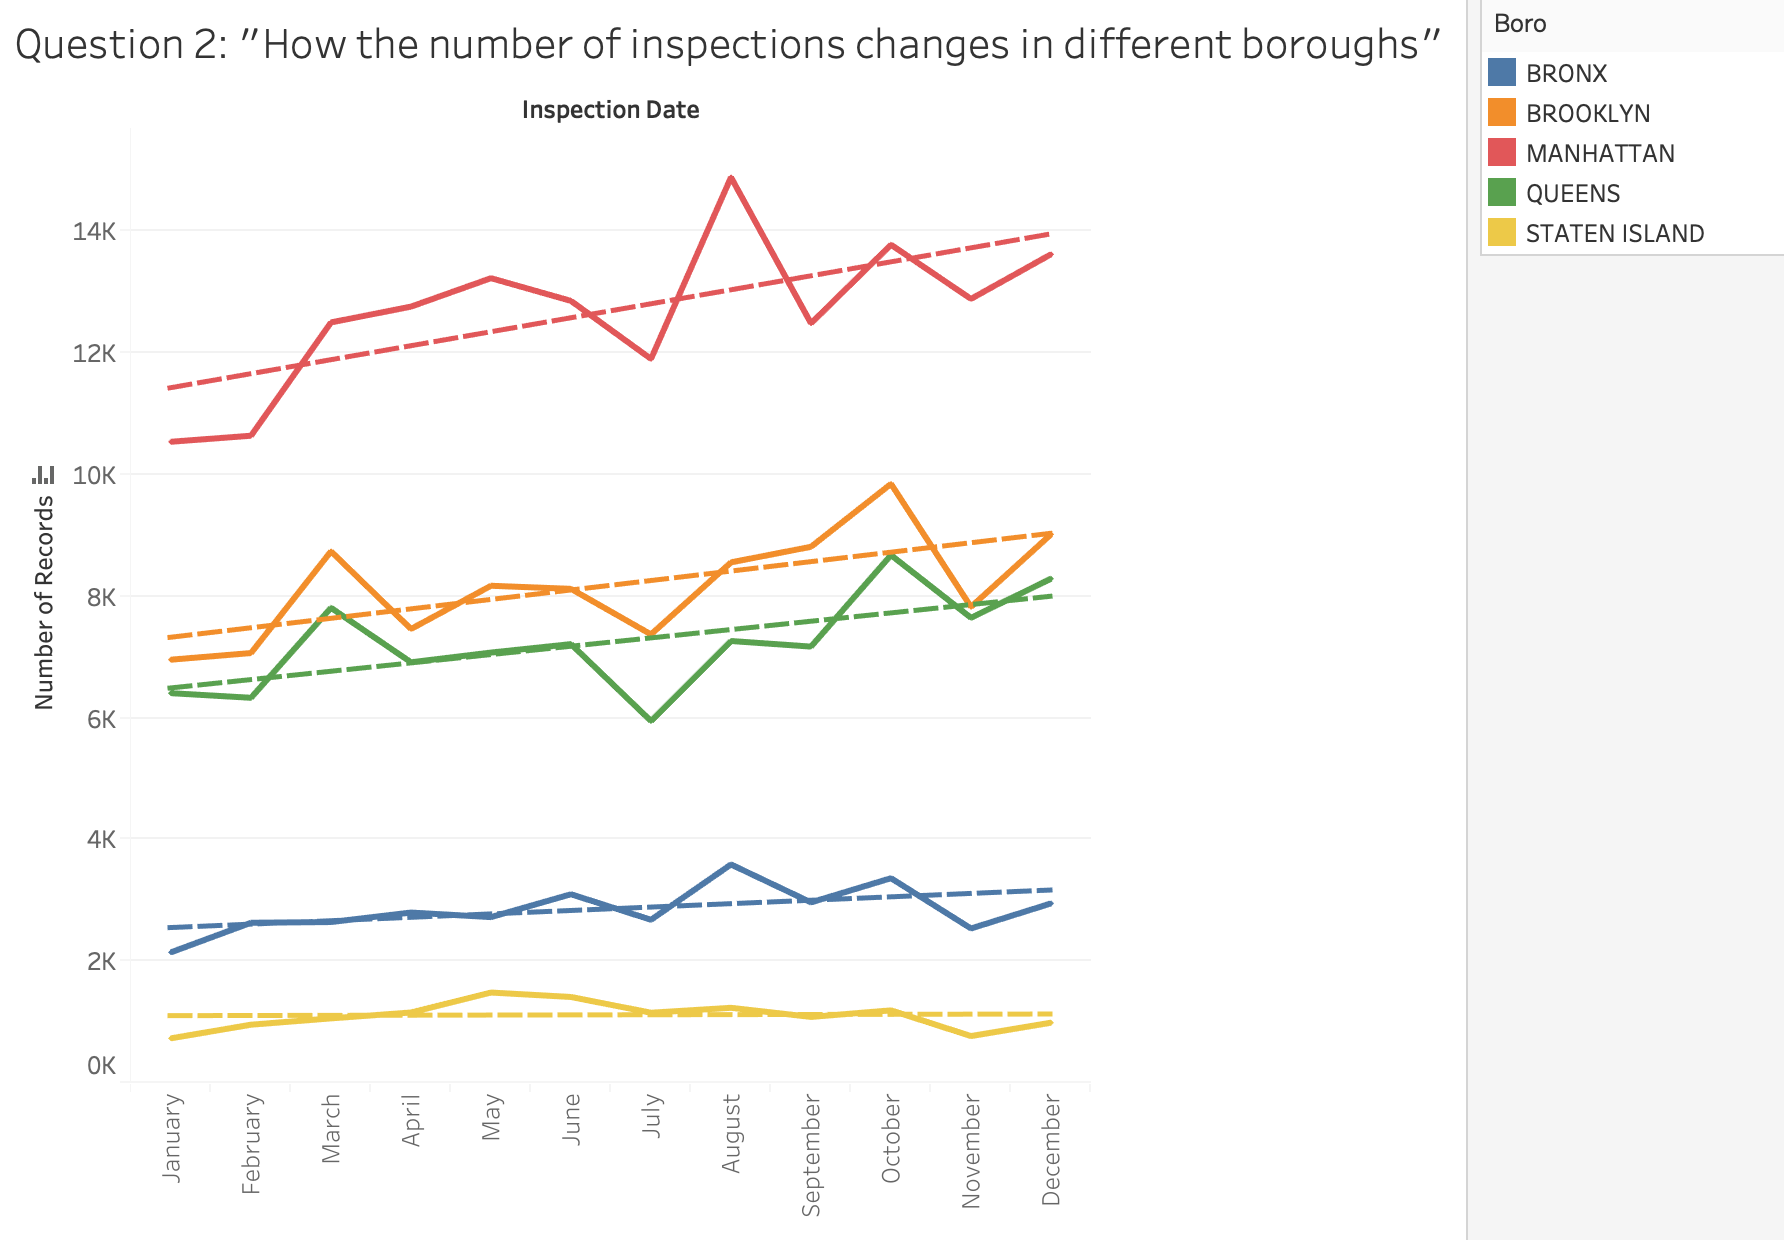 Question 2: "How the number of inspections changes in different boroughs"
Boro
BRONX
BROOKLYN
MANHATTAN
QUEENS
STATEN ISLAND
Inspection Date
Number of Records
14K
12K
10K
8K
6K
4K
2K
0K
January
February
March
April
May
June
July
August
September
October
November
December